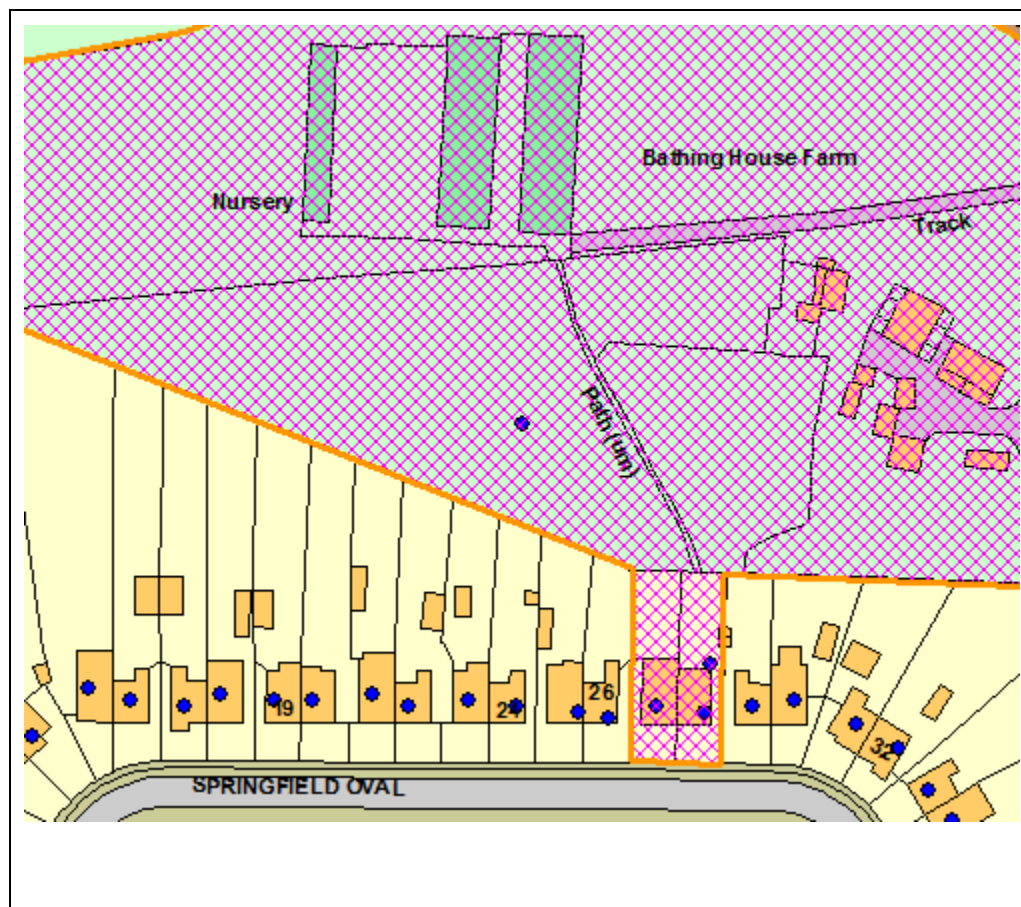 Bathing House Farm
Nursery
Track
Path (um)
26
19
24
32
SPRINGFIELD OVAL